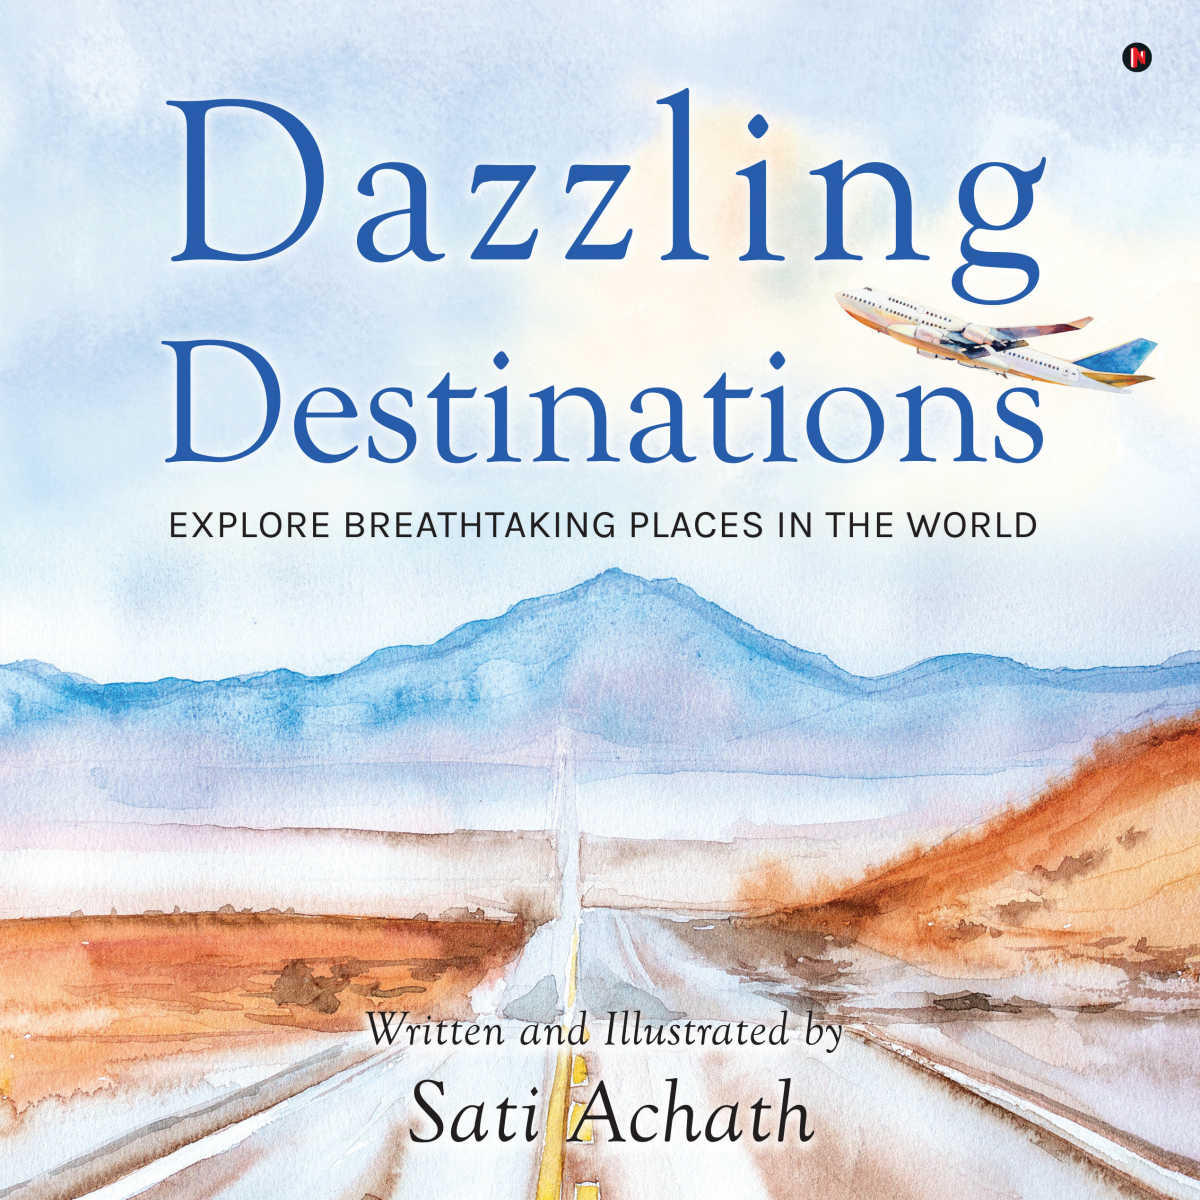 Dazzling
Destinations
EXPLORE BREATHTAKING PLACES IN THE WORLD
Written and Illustrated by
Sati Achath